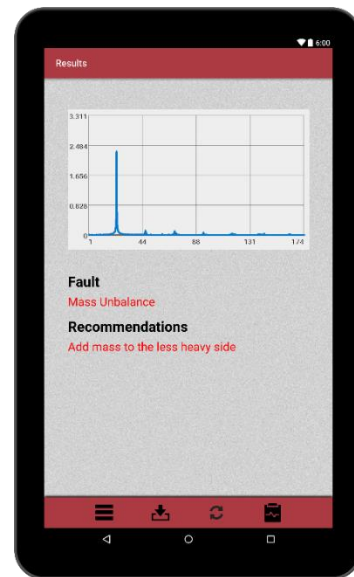 6:00
Results
3.311
2.484
1.656
0.828
0
1 44 88 131 174
Fault
Mass Unbalance
Recommendations
Add mass to the less heavy side